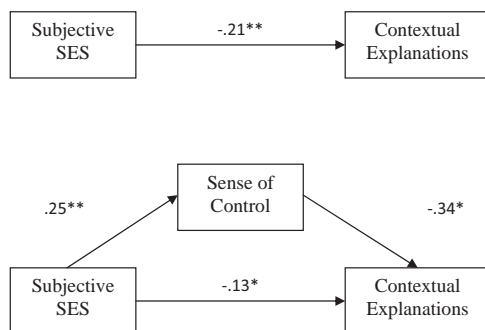 Subjective
SES
-.21**
Contextual
Explanations
Sense of
Control
.25**
-.34*
Subjective
SES
-.13*
Contextual
Explanations